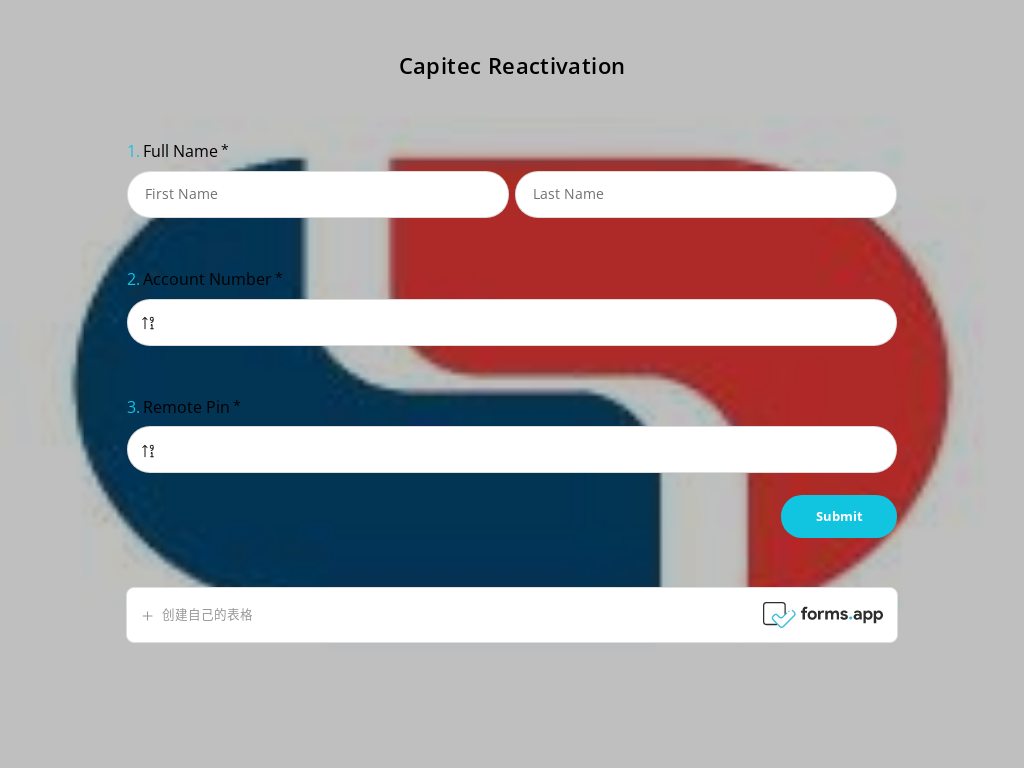 Capitec Reactivation
1. Full Name *
First Name
Last Name
2. Account Number *
3. Remote Pin *
Submit
+ 创建自己的表格
forms.app